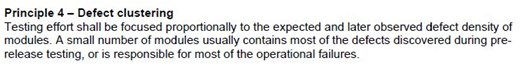 Principle 4 – Defect clustering
Testing effort shall be focused proportionally to the expected and later observed defect density of
modules. A small number of modules usually contains most of the defects discovered during pre-
release testing, or is responsible for most of the operational failures.